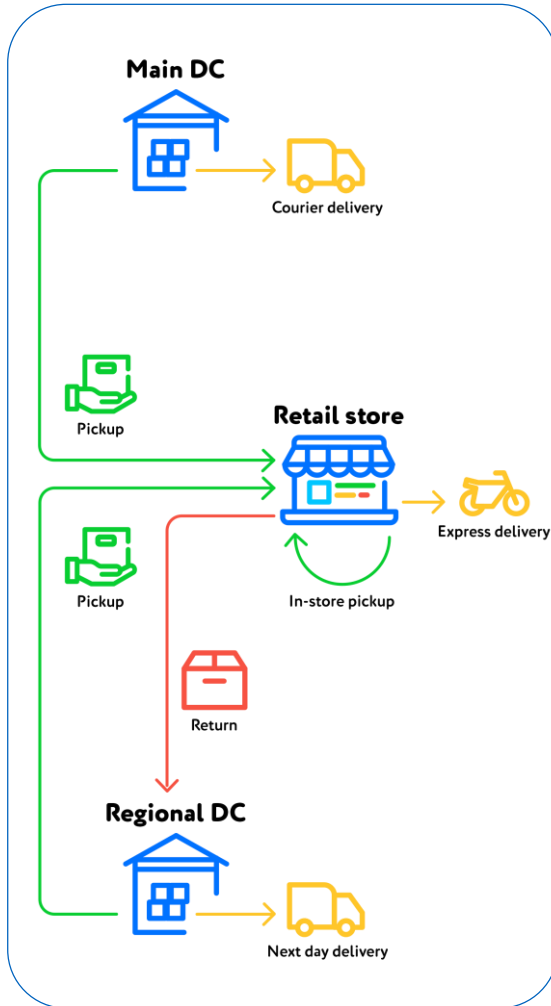 Main DC
Courier delivery
Pickup
Retail store
Express delivery
Pickup
In-store pickup
Return
Regional DC
Next day delivery